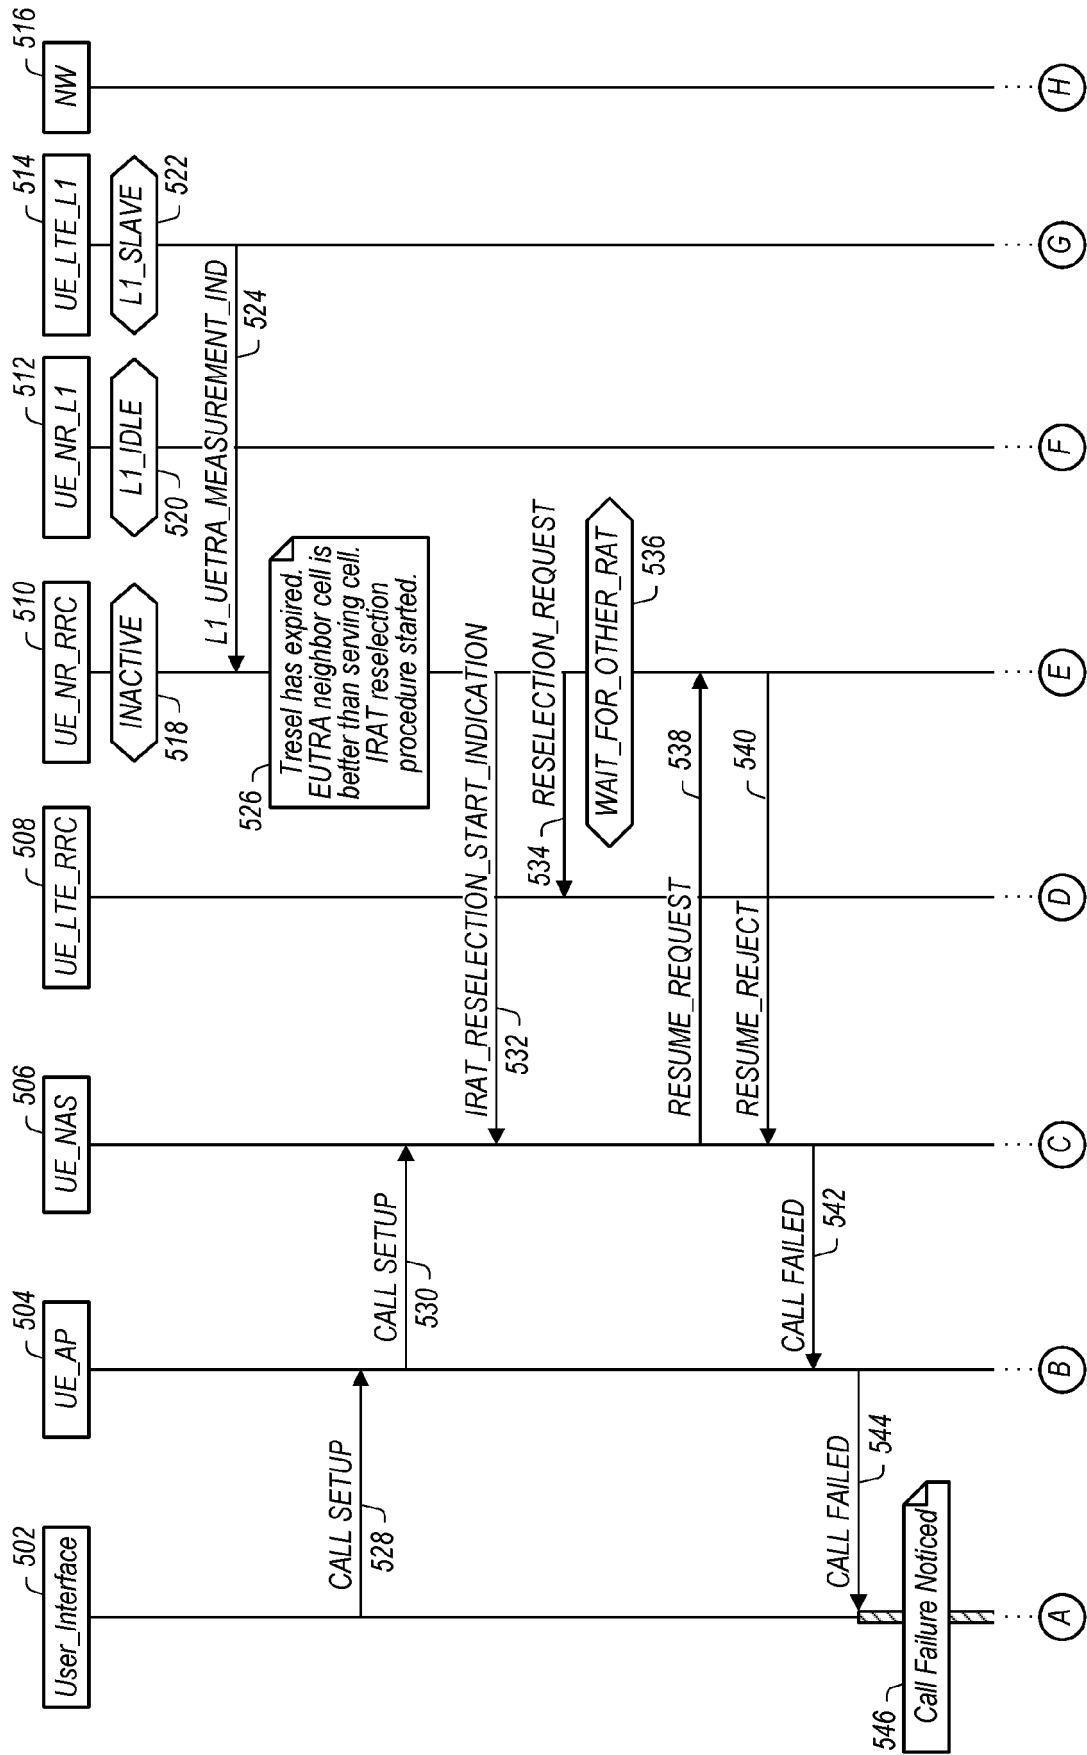 502
504
506
508
510
512
514
516
User_Interface
UE_AP
UE_NAS
UE_LTE_RRC
UE_NR_RRC
UE_NR_L1
UE_LTE_L1
NW
INACTIVE
518
L1_IDLE
520
L1_SLAVE
522
L1_UETRA_MEASUREMENT_IND
524
526
Tresel has expired.
EUTRA neighbor cell is
better than serving cell.
IRAT reselection
procedure started.
CALL SETUP
528
CALL SETUP
530
IRAT_RESELECTION_START_INDICATION
532
534
RESELECTION_REQUEST
WAIT_FOR_OTHER_RAT
536
RESUME_REQUEST
538
RESUME_REJECT
540
CALL FAILED
542
CALL FAILED
544
546
Call Failure Noticed
A
B
C
D
E
F
G
H